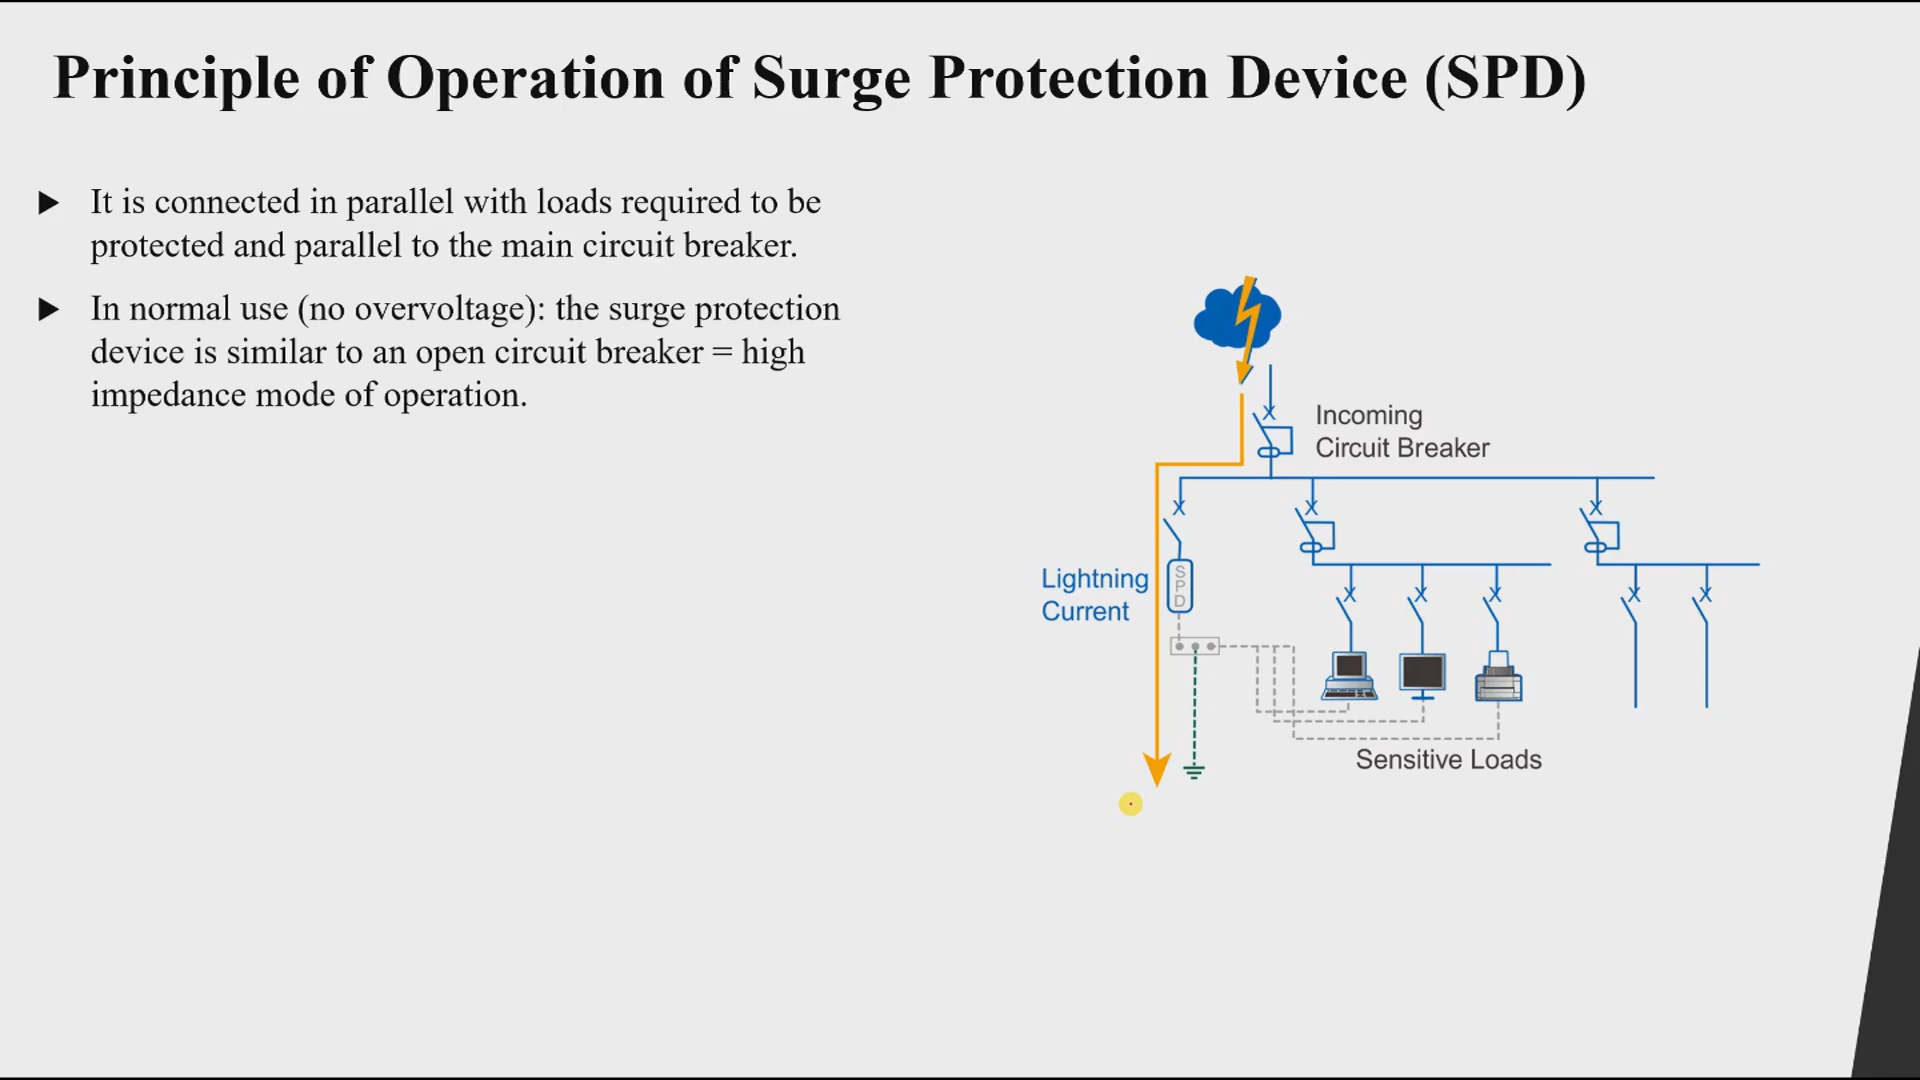 Principle of Operation of Surge Protection Device (SPD)
It is connected in parallel with loads required to be
protected and parallel to the main circuit breaker.
In normal use (no overvoltage): the surge protection
device is similar to an open circuit breaker = high
impedance mode of operation.
Incoming
Circuit Breaker
Lightning
Current
SPD
Sensitive Loads